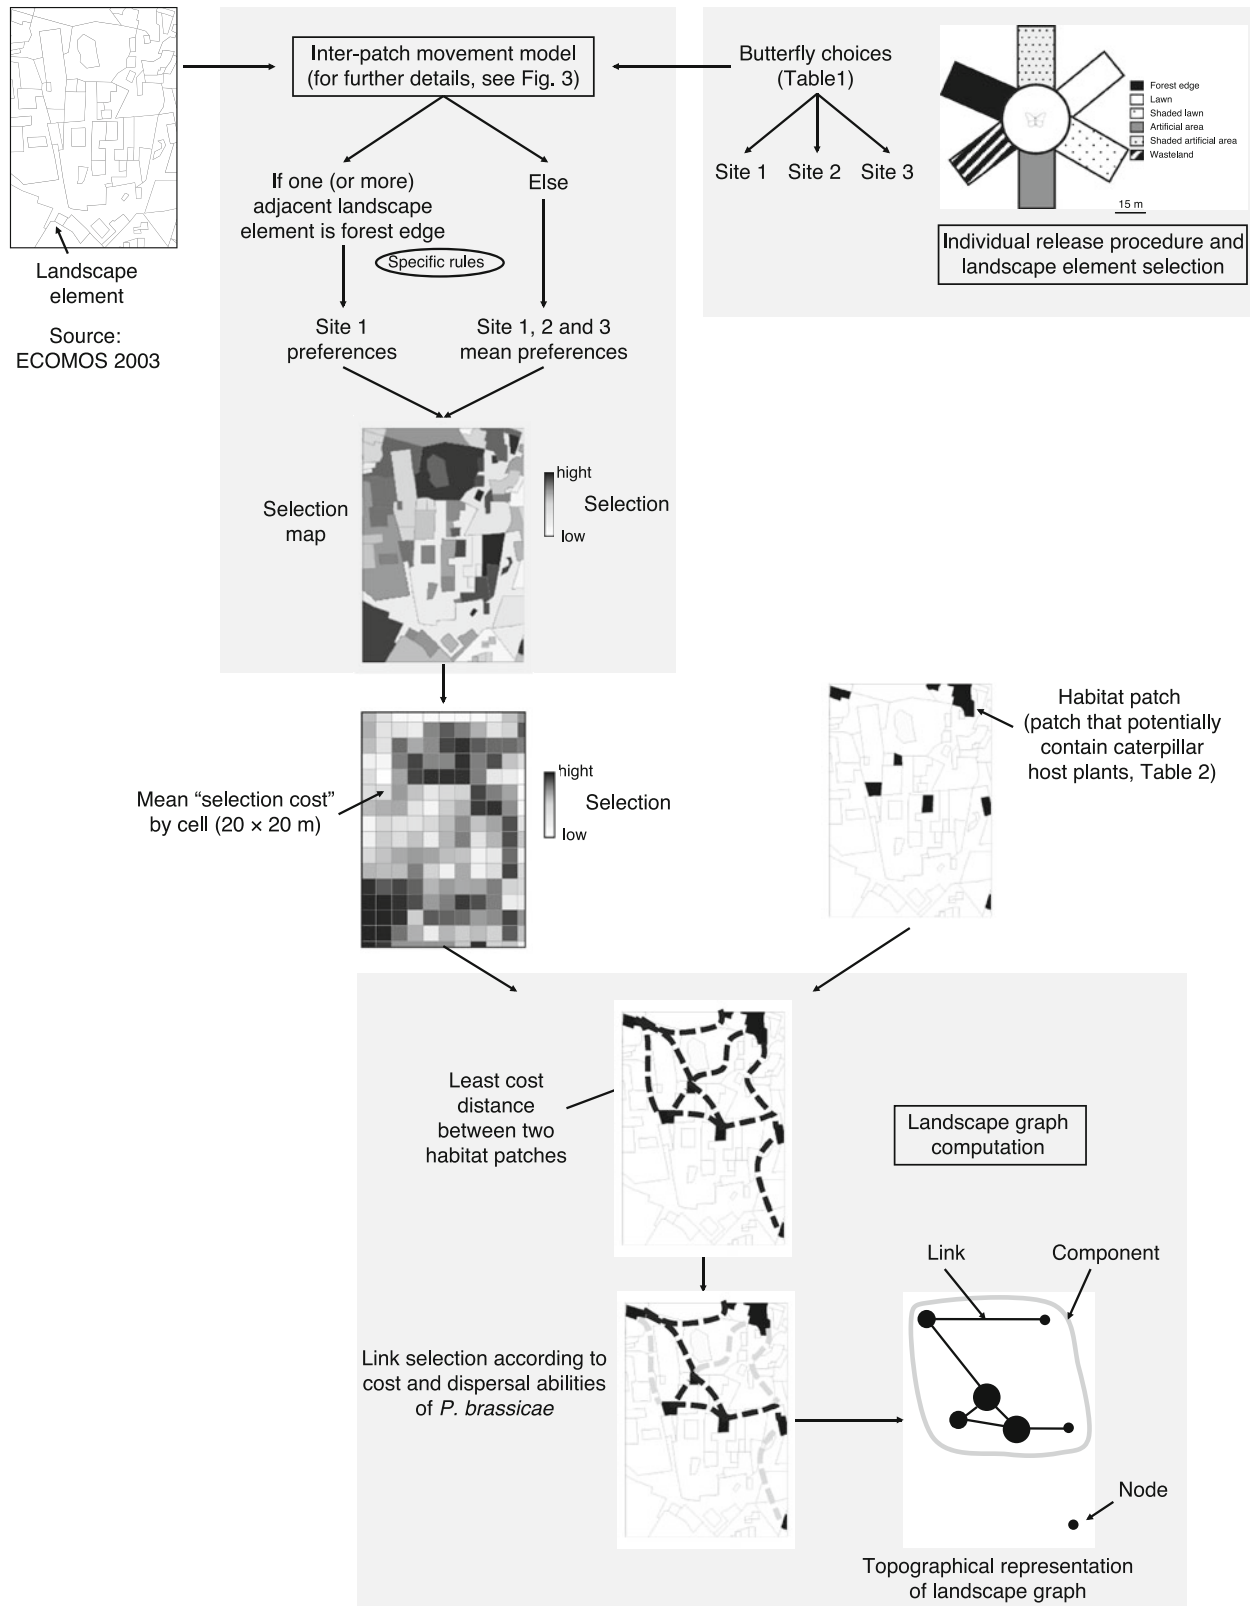 Inter-patch movement model
(for further details, see Fig. 3)
Butterfly choices
(Table1)
Forest edge
Lawn
Shaded lawn
Artificial area
Shaded artificial area
Wasteland
15 m
Site 1
Site 2
Site 3
Individual release procedure and
landscape element selection
If one (or more)
adjacent landscape
element is forest edge
Else
Specific rules
Landscape
element
Source:
ECOMOS 2003
Site 1
preferences
Site 1, 2 and 3
mean preferences
Selection
map
hight
Selection
low
Mean “selection cost”
by cell (20 × 20 m)
hight
Selection
low
Habitat patch
(patch that potentially
contain caterpillar
host plants, Table 2)
Least cost
distance
between two
habitat patches
Landscape graph
computation
Link
Component
Link selection according to
cost and dispersal abilities
of P. brassicae
Node
Topographical representation
of landscape graph